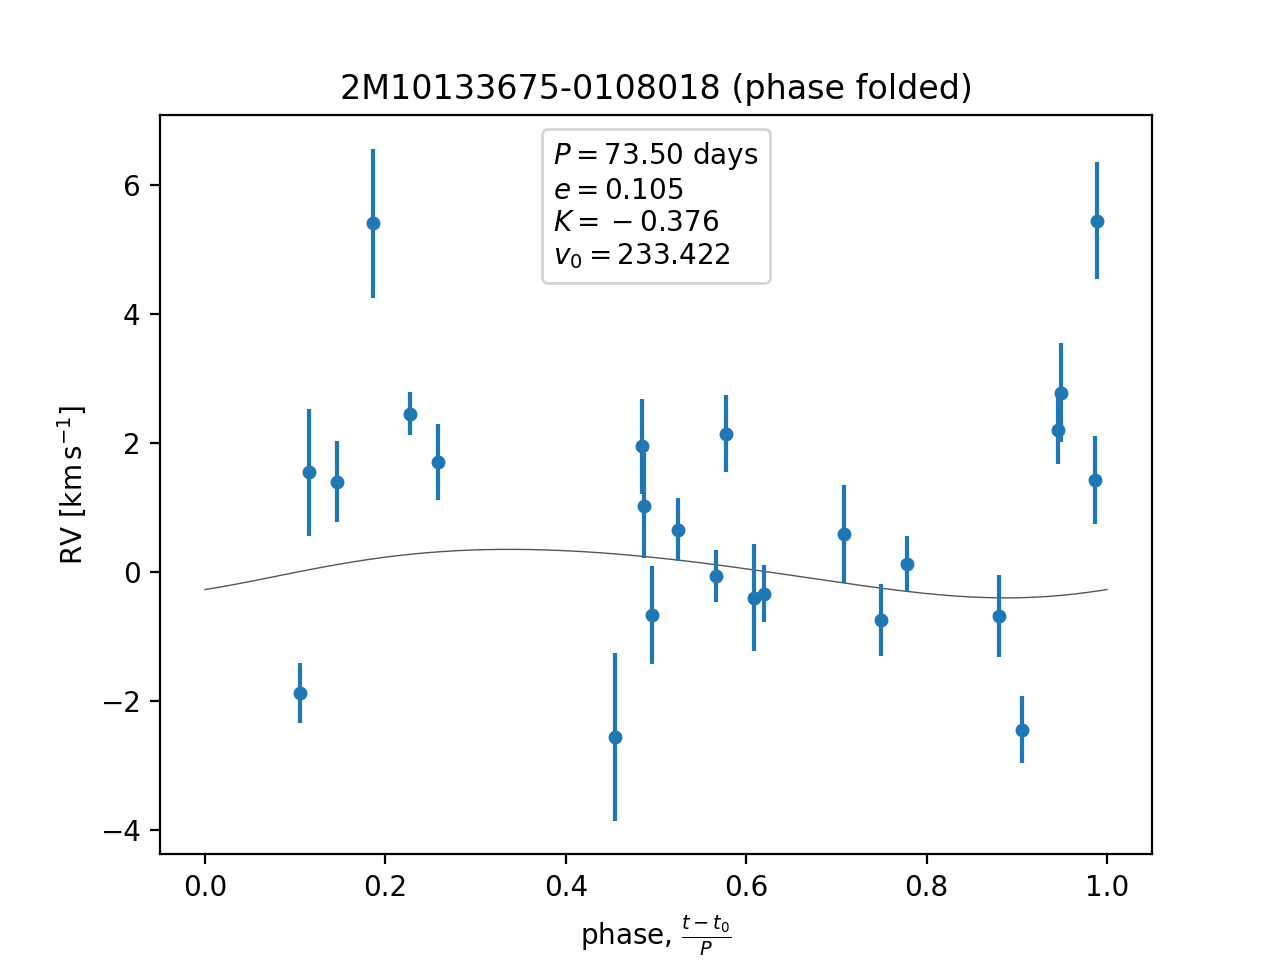 2M10133675-0108018 (phase folded)
P = 73.50 days
e = 0.105
K = −0.376
v₀ = 233.422
6
4
2
0
−2
−4
RV [km s⁻¹]
0.0 0.2 0.4 0.6 0.8 1.0
phase, (t − t₀)/P